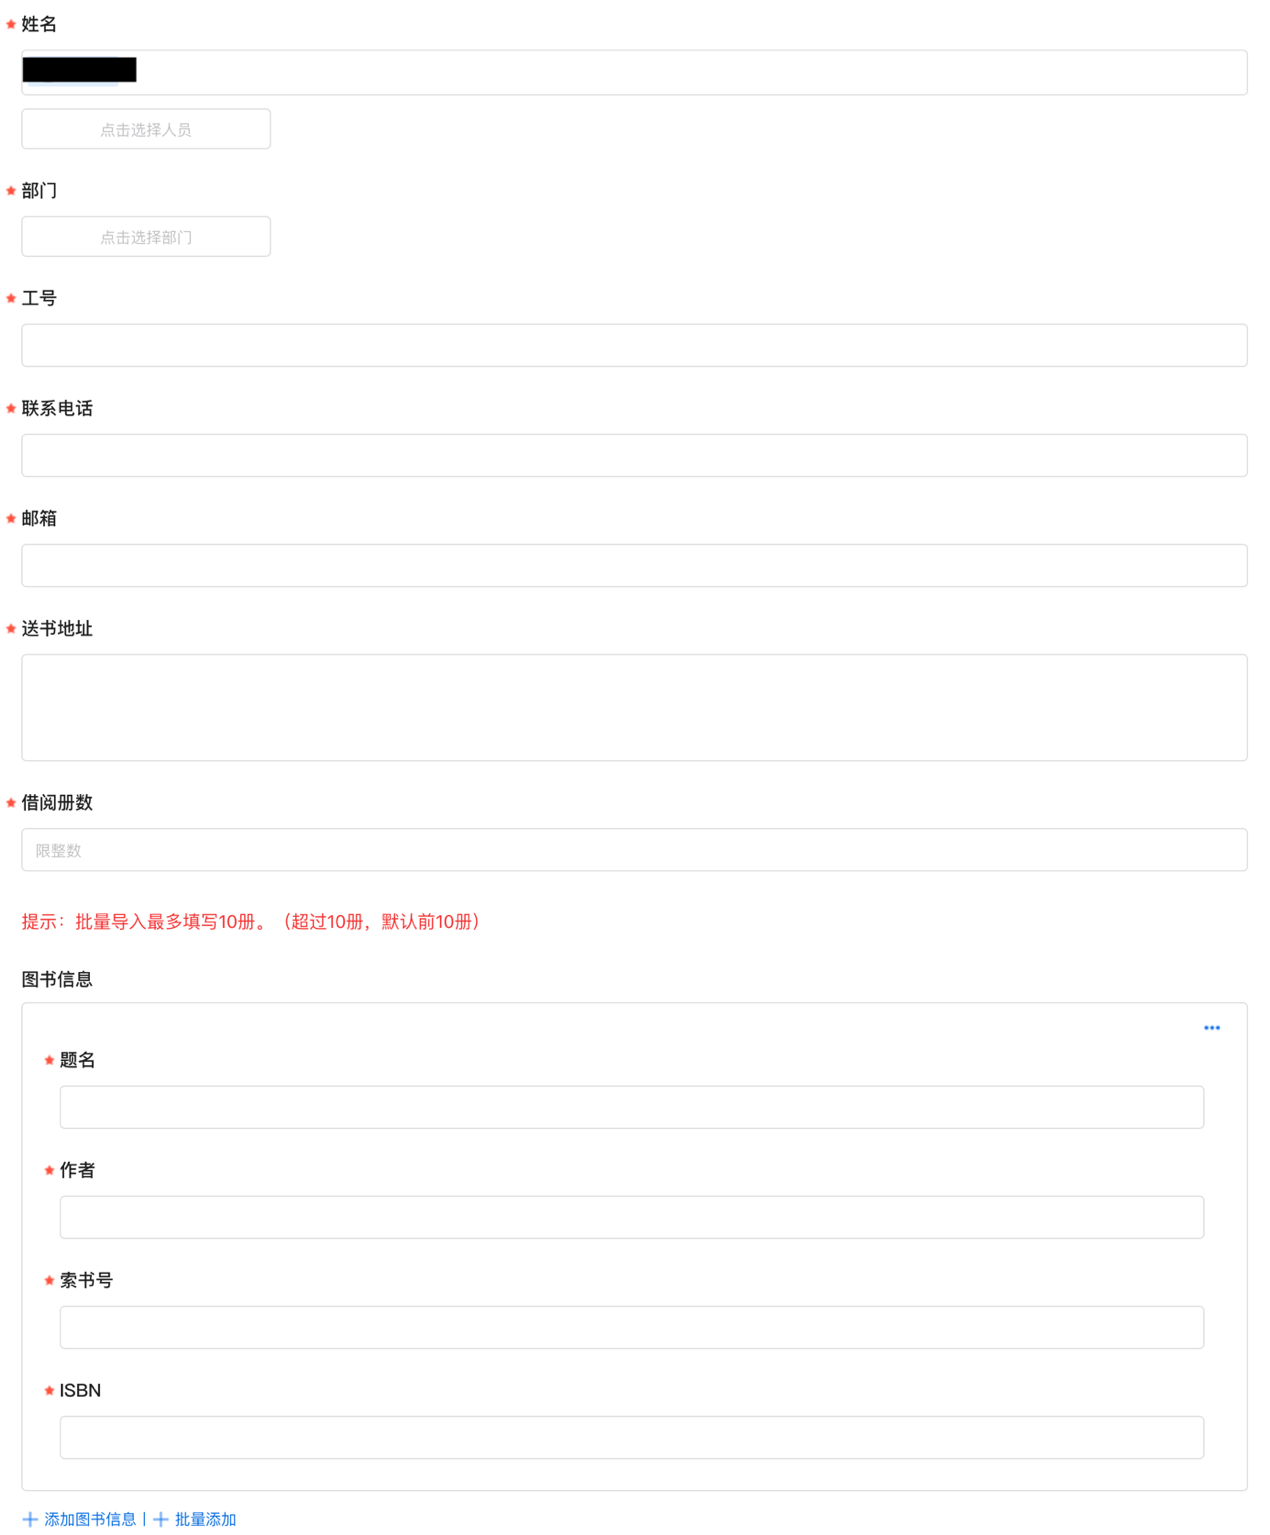 姓名
点击选择人员
部门
点击选择部门
工号
联系电话
邮箱
送书地址
借阅册数
限整数
提示：批量导入最多填写10册。（超过10册，默认前10册）
图书信息
题名
作者
索书号
ISBN
添加图书信息 | 批量添加